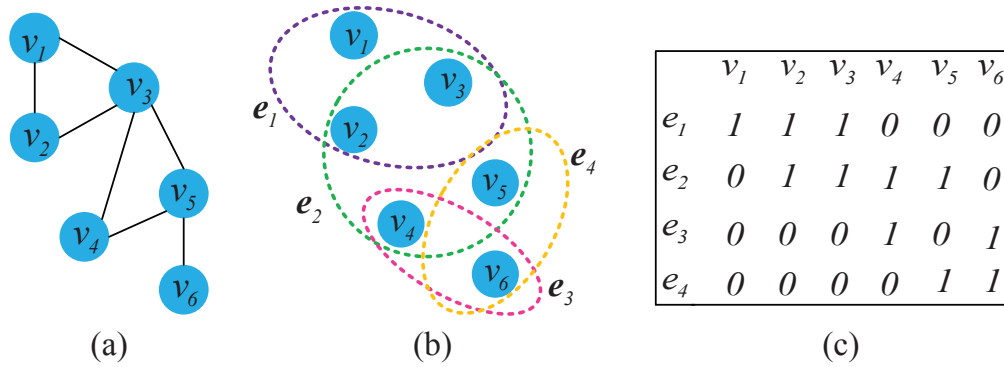 v1
v2
v3
v4
v5
v6
(a)
v1
v3
v2
v5
v4
v6
e1
e2
e3
e4
(b)
v1 v2 v3 v4 v5 v6
e1 1 1 1 0 0 0
e2 0 1 1 1 1 0
e3 0 0 0 1 0 1
e4 0 0 0 0 1 1
(c)